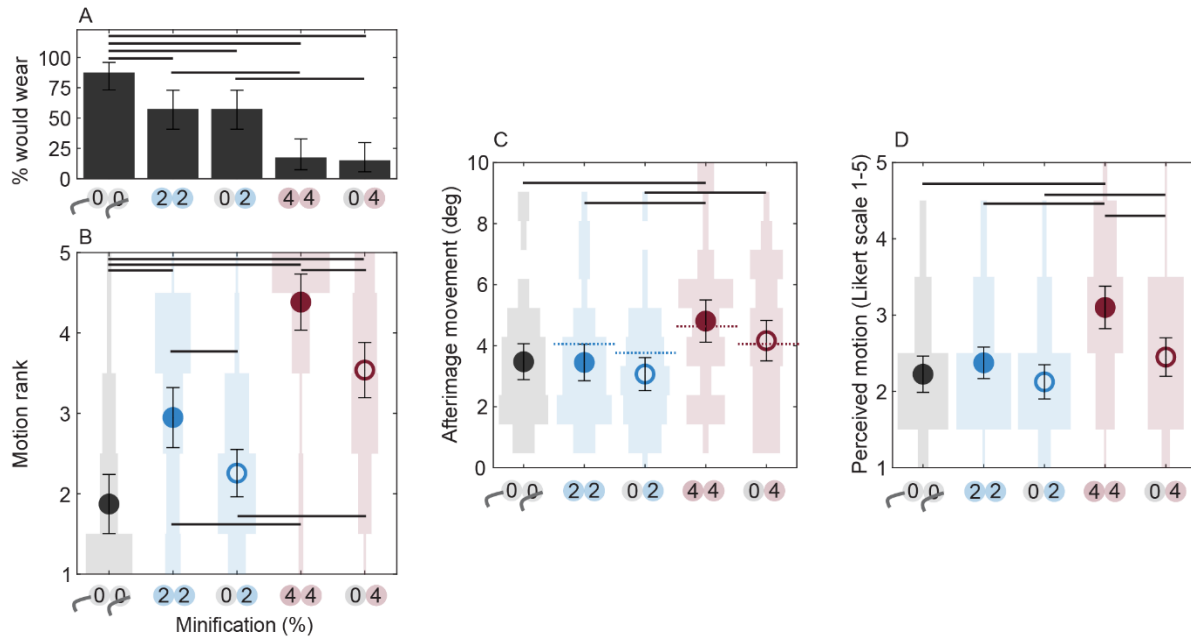 A
% would wear
100
75
50
25
0
0 0 2 2 0 2 4 4 0 4
B
Motion rank
5
4
3
2
1
0 0 2 2 0 2 4 4 0 4
Minification (%)
C
Afterimage movement (deg)
10
8
6
4
2
0
0 0 2 2 0 2 4 4 0 4
D
Perceived motion (Likert scale 1-5)
5
4
3
2
1
0 0 2 2 0 2 4 4 0 4